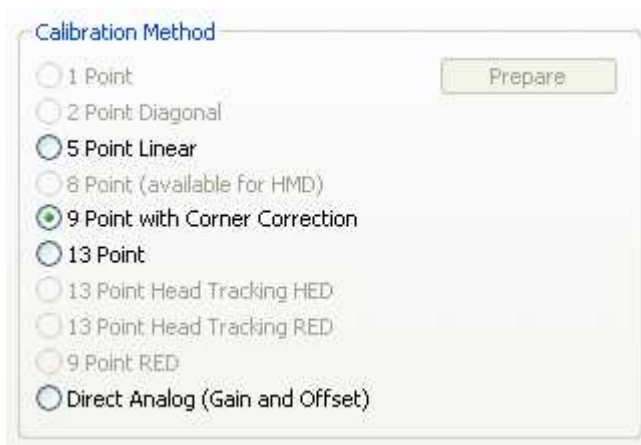 Calibration Method
1 Point
Prepare
2 Point Diagonal
5 Point Linear
8 Point (available for HMD)
9 Point with Corner Correction
13 Point
13 Point Head Tracking HED
13 Point Head Tracking RED
9 Point RED
Direct Analog (Gain and Offset)